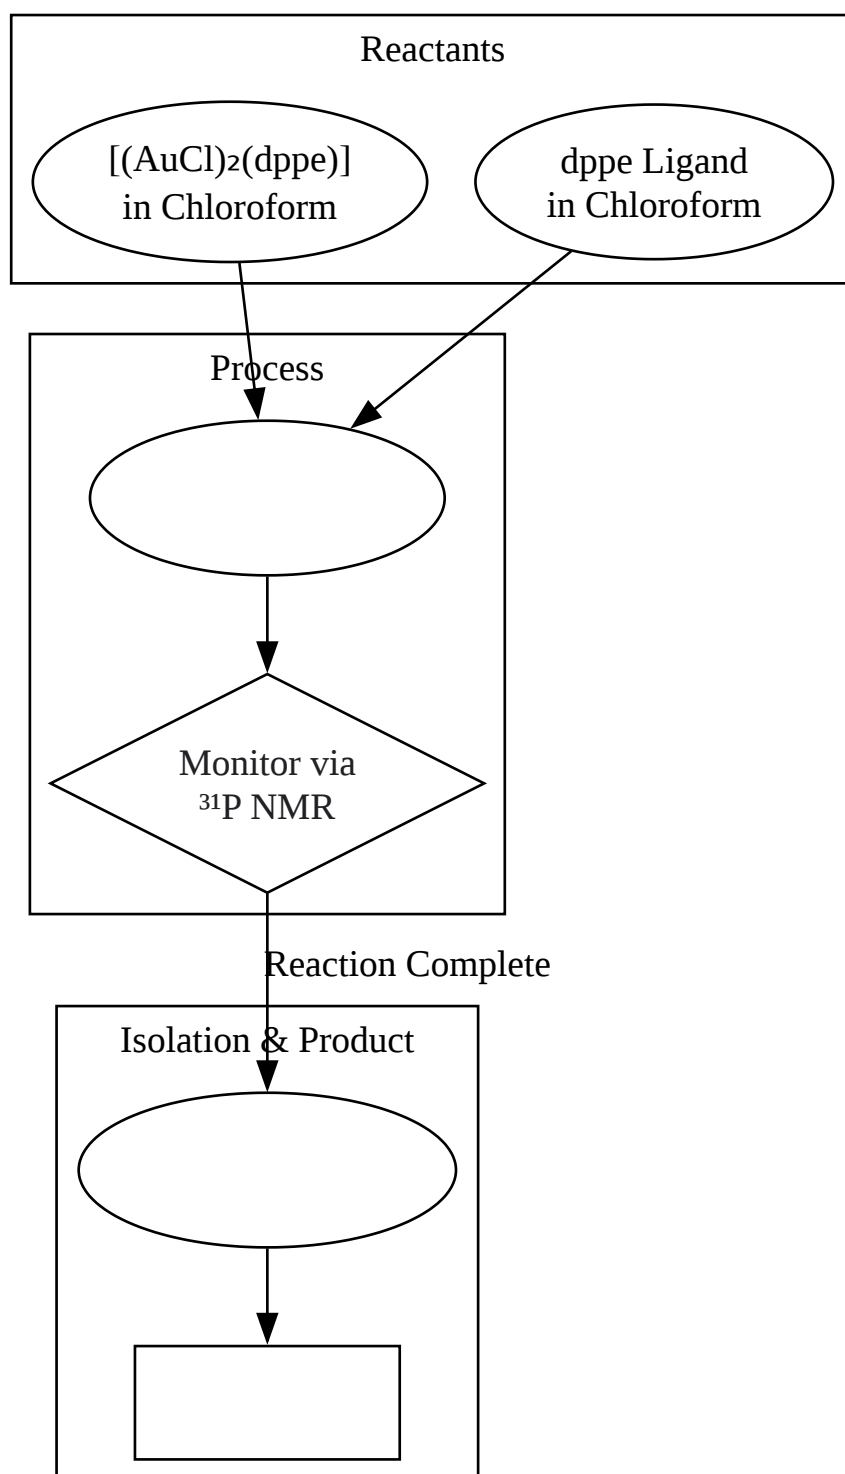 Reactants
[(AuCl)₂(dppe)]
in Chloroform
dppe Ligand
in Chloroform
Process
Monitor via
³¹P NMR
Reaction Complete
Isolation & Product